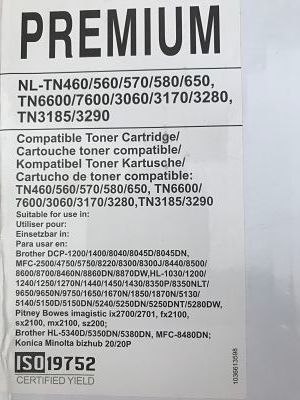 PREMIUM
NL-TN460/560/570/580/650,
TN6600/7600/3060/3170/3280,
TN3185/3290
Compatible Toner Cartridge/
Cartouche toner compatible/
Kompatibel Toner Kartusche/
Cartucho de toner compatible:
TN460/560/570/580/650, TN6600/
7600/3060/3170/3280,TN3185/3290
Suitable for use in:
Utiliser pour:
Einsetzbar in:
Para usar en:
Brother DCP-1200/1400/8040/8045D/8045DN,
MFC-2500/4750/5750/8220/8300/8300J/8440/8500/
8600/8700/8460N/8860DN/8870DW,HL-1030/1200/
1240/1250/1270N/1440/1450/1430/8350P/8350NLT/
9650/9650N/9750/1650/1670N/1850/1870N/5130/
5140/5150D/5150DN/5240/5250DN/5250DNT/5280DW,
Pitney Bowes imagistic ix2700/2701, fx2100,
sx2100, mx2100, sz200;
Brother HL-5340D/5350DN/5380DN, MFC-8480DN;
Konica Minolta bizhub 20/20P
ISO 19752
CERTIFIED YIELD
1036613598